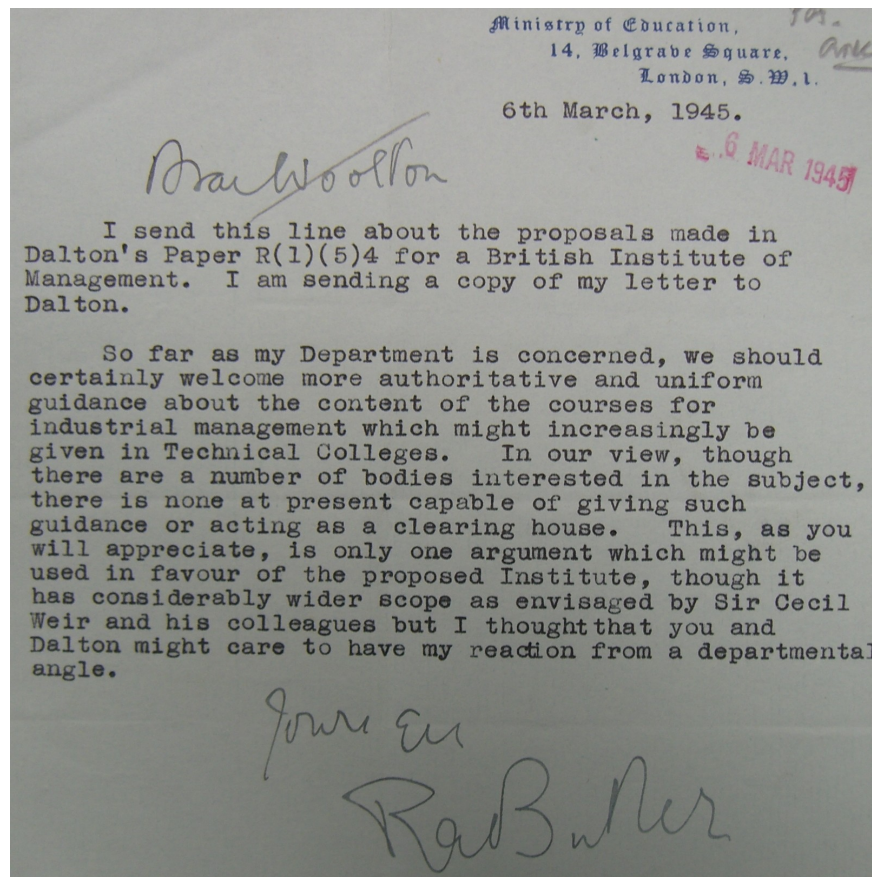 Ministry of Education,
14, Belgrave Square,
London, S.W.1.
6th March, 1945.
6 MAR 1945
Dear Woolton
I send this line about the proposals made in
Dalton's Paper R(1)(5)4 for a British Institute of
Management. I am sending a copy of my letter to
Dalton.
So far as my Department is concerned, we should
certainly welcome more authoritative and uniform
guidance about the content of the courses for
industrial management which might increasingly be
given in Technical Colleges. In our view, though
there are a number of bodies interested in the subject,
there is none at present capable of giving such
guidance or acting as a clearing house. This, as you
will appreciate, is only one argument which might be
used in favour of the proposed Institute, though it
has considerably wider scope as envisaged by Sir Cecil
Weir and his colleagues but I thought that you and
Dalton might care to have my reaction from a departmental
angle.
Yours Ever
RaButler